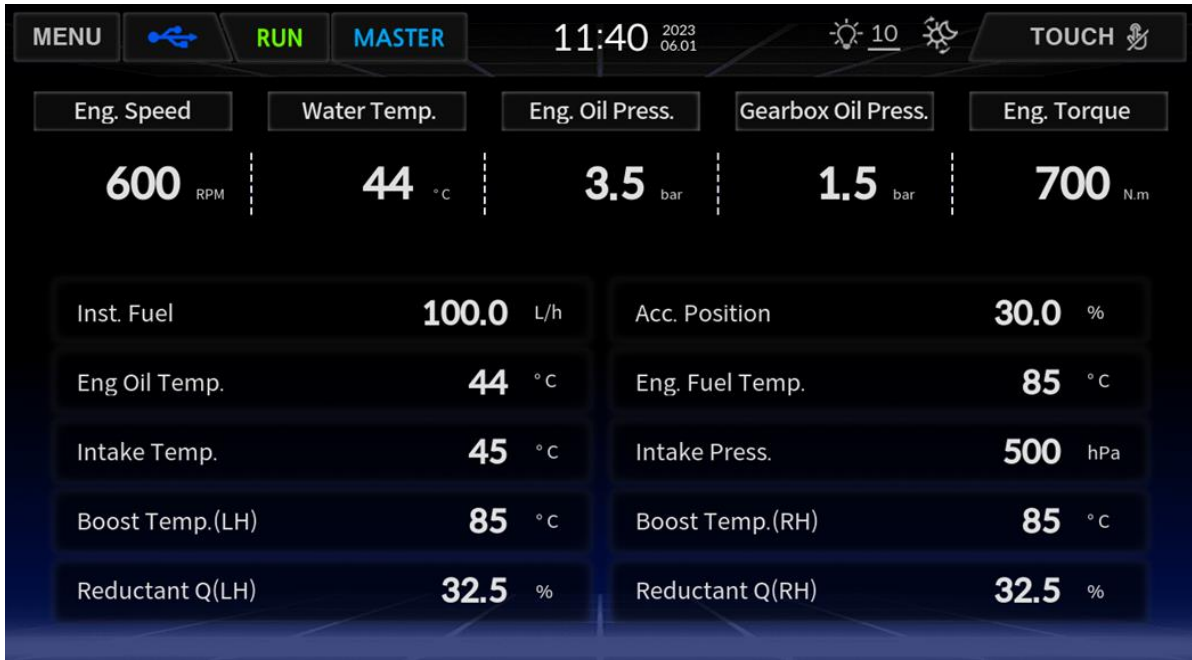 MENU RUN MASTER 11:40 2023 06.01 10 TOUCH
Eng. Speed Water Temp. Eng. Oil Press. Gearbox Oil Press. Eng. Torque
600 RPM 44 °C 3.5 bar 1.5 bar 700 N.m
Inst. Fuel 100.0 L/h Acc. Position 30.0 %
Eng Oil Temp. 44 °C Eng. Fuel Temp. 85 °C
Intake Temp. 45 °C Intake Press. 500 hPa
Boost Temp.(LH) 85 °C Boost Temp.(RH) 85 °C
Reductant Q(LH) 32.5 % Reductant Q(RH) 32.5 %